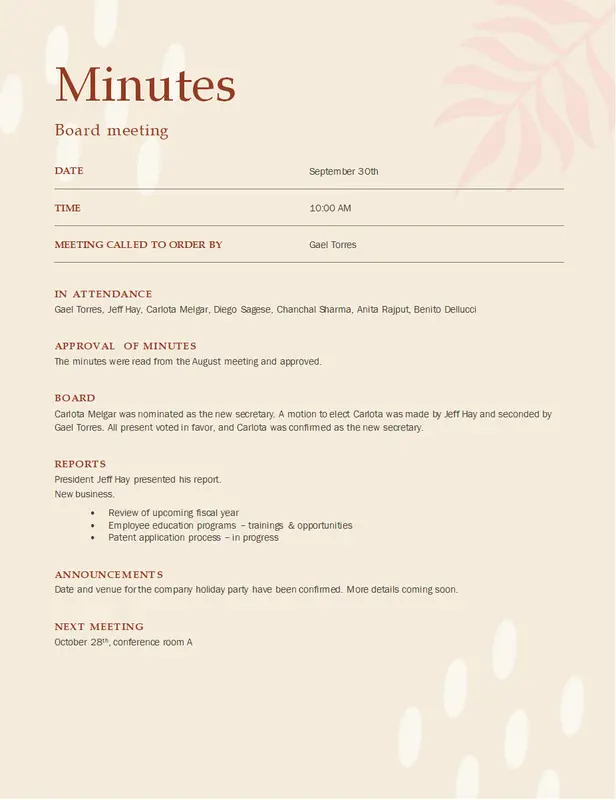 Minutes
Board meeting
DATE September 30th
TIME 10:00 AM
MEETING CALLED TO ORDER BY Gael Torres
IN ATTENDANCE
Gael Torres, Jeff Hay, Carlota Melgar, Diego Sagese, Chanchal Sharma, Anita Rajput, Benito Dellucci
APPROVAL OF MINUTES
The minutes were read from the August meeting and approved.
BOARD
Carlota Melgar was nominated as the new secretary. A motion to elect Carlota was made by Jeff Hay and seconded by
Gael Torres. All present voted in favor, and Carlota was confirmed as the new secretary.
REPORTS
President Jeff Hay presented his report.
New business.
• Review of upcoming fiscal year
• Employee education programs – trainings & opportunities
• Patent application process – in progress
ANNOUNCEMENTS
Date and venue for the company holiday party have been confirmed. More details coming soon.
NEXT MEETING
October 28th, conference room A